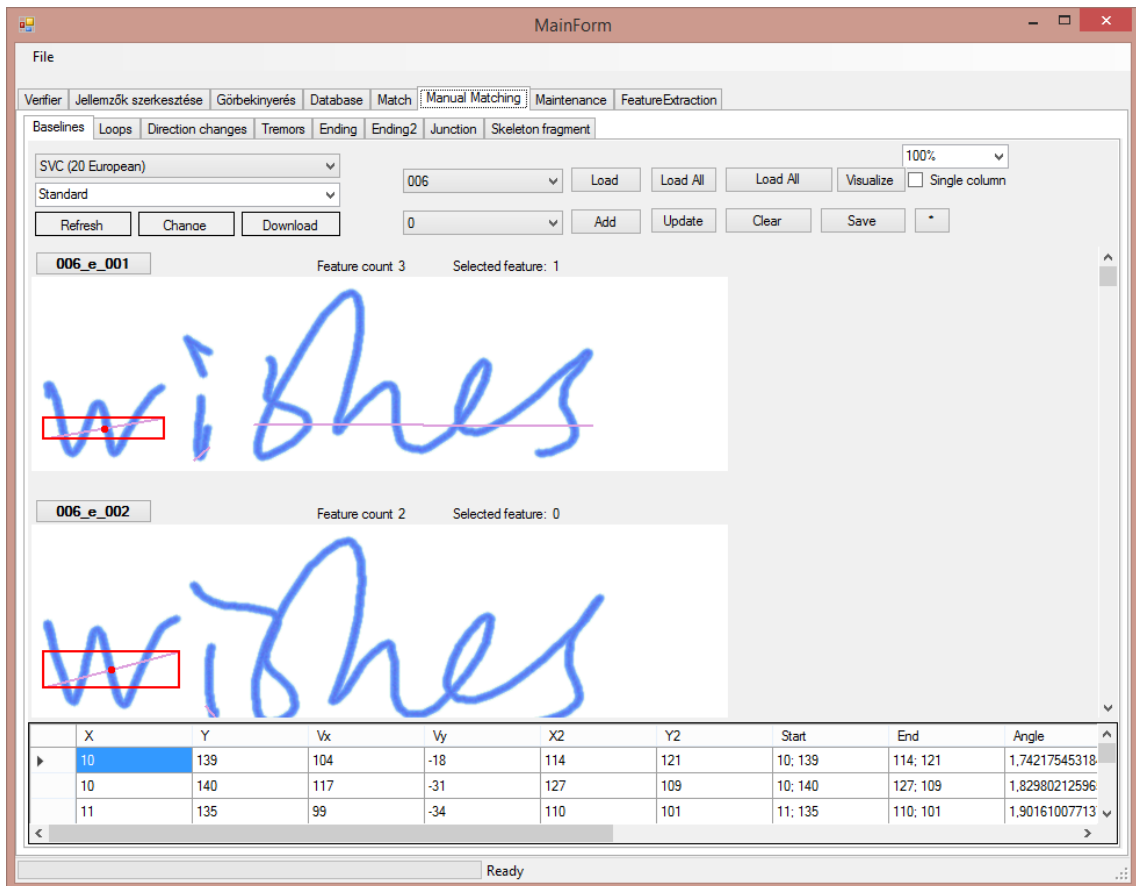 MainForm
File
Verifier Jellemzők szerkesztése Görbekinyerés Database Match Manual Matching Maintenance FeatureExtraction
Baselines Loops Direction changes Tremors Ending Ending2 Junction Skeleton fragment
100%
SVC (20 European) 006 Load Load All Load All Visualize Single column
Standard
Refresh Change Download 0 Add Update Clear Save *
006_e_001 Feature count 3 Selected feature: 1
wishes
006_e_002 Feature count 2 Selected feature: 0
wishes
X Y Vx Vy X2 Y2 Start End Angle
10 139 104 -18 114 121 10; 139 114; 121 1,74217545318
10 140 117 -31 127 109 10; 140 127; 109 1,82980212596
11 135 99 -34 110 101 11; 135 110; 101 1,90161007713
Ready